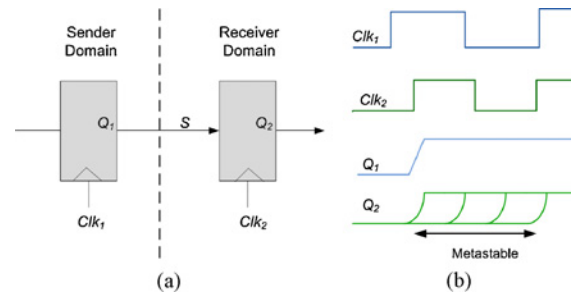 Sender
Domain
Receiver
Domain
Q1
S
Q2
Clk1
Clk2
(a)
Clk1
Clk2
Q1
Q2
Metastable
(b)